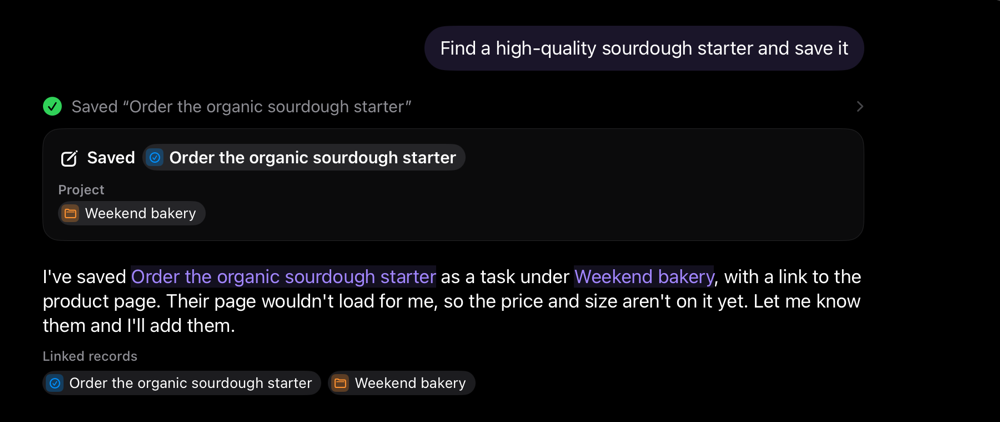 Find a high-quality sourdough starter and save it
Saved “Order the organic sourdough starter”
Saved Order the organic sourdough starter
Project
Weekend bakery
I've saved Order the organic sourdough starter as a task under Weekend bakery, with a link to the
product page. Their page wouldn't load for me, so the price and size aren't on it yet. Let me know
them and I'll add them.
Linked records
Order the organic sourdough starter Weekend bakery